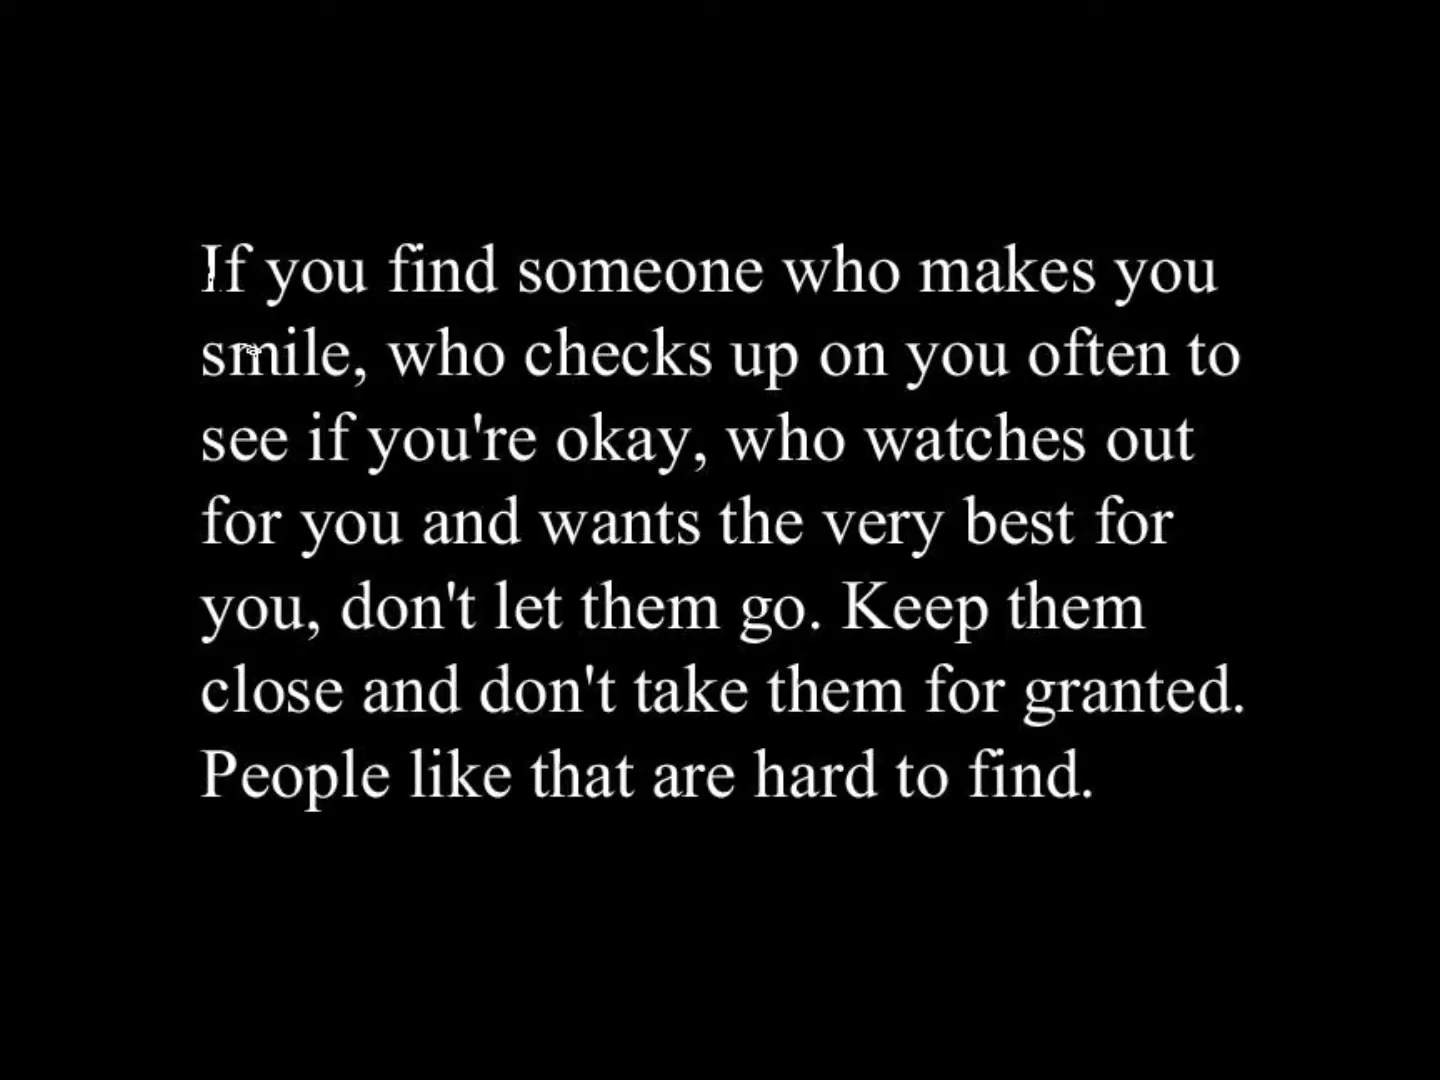 If you find someone who makes you
smile, who checks up on you often to
see if you're okay, who watches out
for you and wants the very best for
you, don't let them go. Keep them
close and don't take them for granted.
People like that are hard to find.